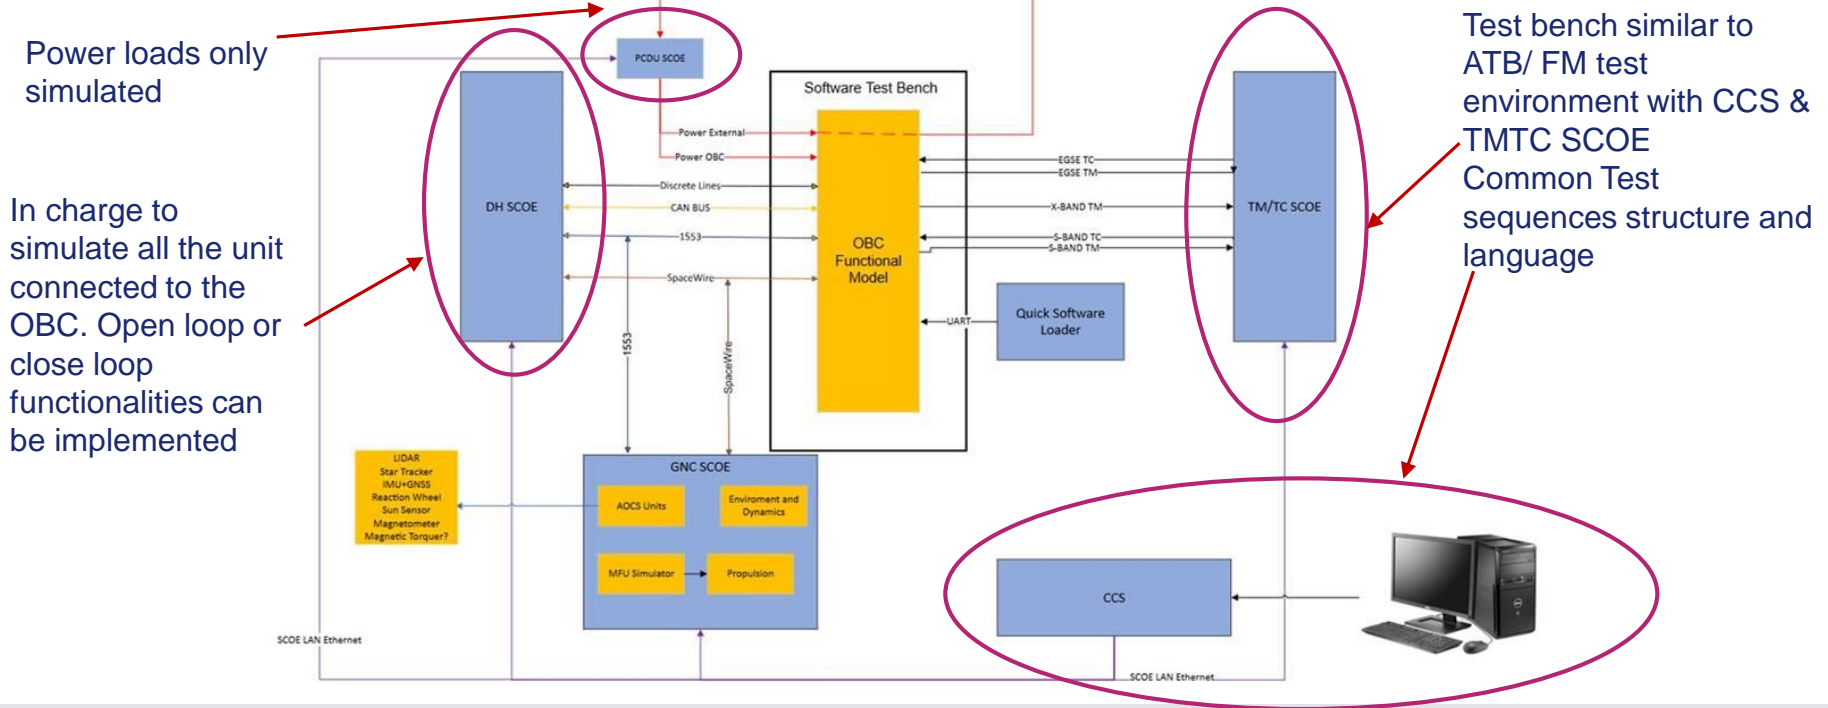 Power loads only
simulated
In charge to
simulate all the unit
connected to the
OBC. Open loop or
close loop
functionalities can
be implemented
PCDU SCOE
DH SCOE
Software Test Bench
Power External
Power OBC
Discrete Lines
CAN BUS
1553
SpaceWire
OBC
Functional
Model
EGSE TC
EGSE TM
X-BAND TM
S-BAND TC
S-BAND TM
TM/TC SCOE
UART
Quick Software
Loader
1553
SpaceWire
Test bench similar to
ATB/ FM test
environment with CCS &
TMTC SCOE
Common Test
sequences structure and
language
LIDAR
Star Tracker
IMU+GNSS
Reaction Wheel
Sun Sensor
Magnetometer
Magnetic Torquer?
GNC SCOE
AOCS Units
Enviroment and
Dynamics
MFU Simulator
Propulsion
CCS
SCOE LAN Ethernet
SCOE LAN Ethernet